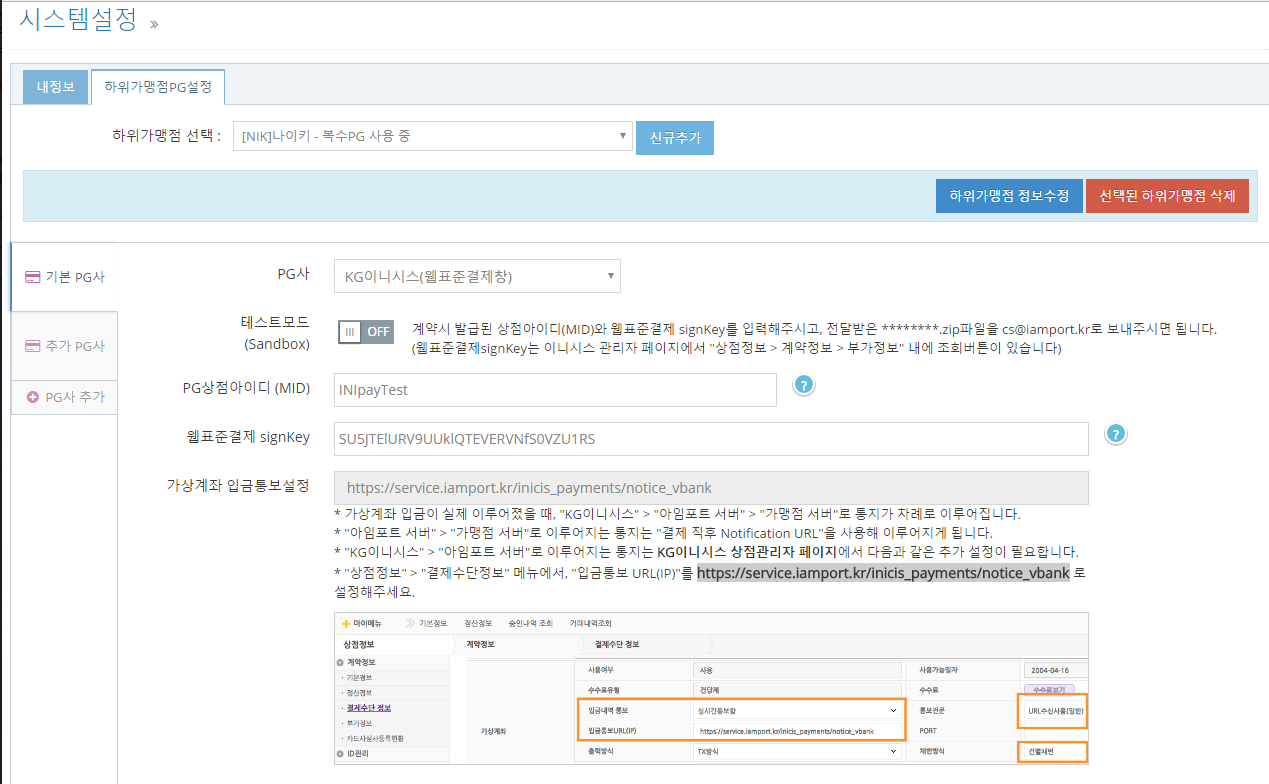 시스템설정 »
내정보 하위가맹점PG설정
하위가맹점 선택 : [NIK]나이키 - 복수PG 사용 중 신규추가
하위가맹점 정보수정 선택된 하위가맹점 삭제
기본 PG사
추가 PG사
PG사 추가
PG사 KG이니시스(웹표준결제창)
테스트모드
(Sandbox)
OFF
계약시 발급된 상점아이디(MID)와 웹표준결제 signKey를 입력해주시고, 전달받은 ********.zip파일을 cs@iamport.kr로 보내주시면 됩니다.
(웹표준결제signKey는 이니시스 관리자 페이지에서 "상점정보 > 계약정보 > 부가정보" 내에 조회버튼이 있습니다)
PG상점아이디 (MID) INIpayTest ?
웹표준결제 signKey SU5JTElURV9UUklQTEVERVNfS0VZU1RS ?
가상계좌 입금통보설정 https://service.iamport.kr/inicis_payments/notice_vbank
* 가상계좌 입금이 실제 이루어졌을 때, "KG이니시스" > "아임포트 서버" > "가맹점 서버"로 통지가 차례로 이루어집니다.
* "아임포트 서버" > "가맹점 서버"로 이루어지는 통지는 "결제 직후 Notification URL"을 사용해 이루어지게 됩니다.
* "KG이니시스" > "아임포트 서버"로 이루어지는 통지는 KG이니시스 상점관리자 페이지에서 다음과 같은 추가 설정이 필요합니다.
* "상점정보" > "결제수단정보" 메뉴에서, "입금통보 URL(IP)"를 https://service.iamport.kr/inicis_payments/notice_vbank 로
설정해주세요.
마이메뉴 기본정보 정산정보 승인내역 조회 거래내역조회
상점정보 계약정보 결제수단 정보
계약정보
· 기본정보
· 정산정보
· 결제수단 정보
· 부가정보
· 카드사심사등록현황
ID관리
가상계좌
사용여부 사용 사용가능일자 2004-04-16
수수료유형 건당제 수수료 수수료보기
입금내역 통보 실시간통보함 통보전문 URL수신사용(일반)
입금통보URL(IP) https://service.iamport.kr/inicis_payments/notice_vbank PORT
출력방식 TX방식 채번방식 건별채번